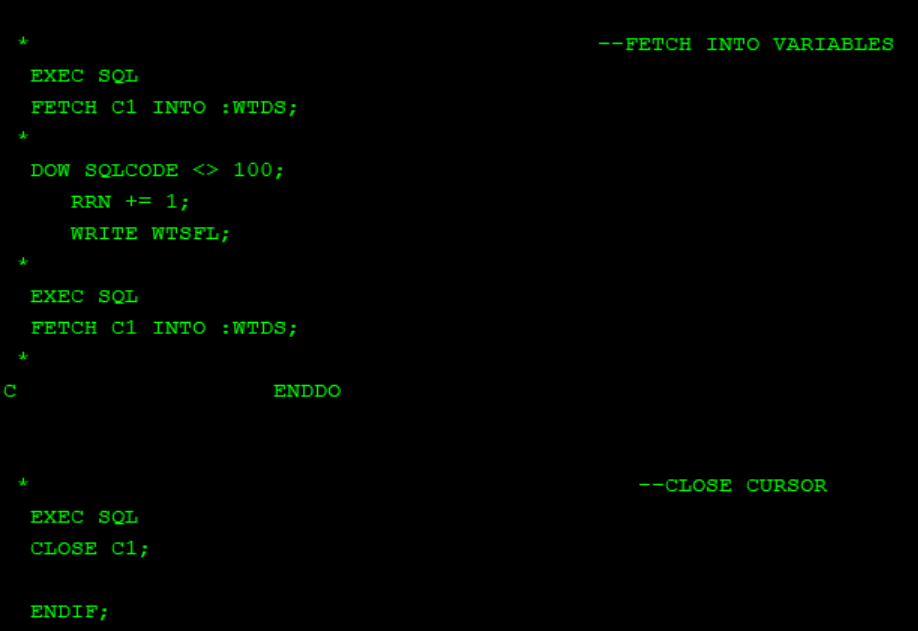 * --FETCH INTO VARIABLES
EXEC SQL
FETCH C1 INTO :WTDS;
*
DOW SQLCODE <> 100;
RRN += 1;
WRITE WTSFL;
*
EXEC SQL
FETCH C1 INTO :WTDS;
*
C ENDDO
* --CLOSE CURSOR
EXEC SQL
CLOSE C1;
ENDIF;